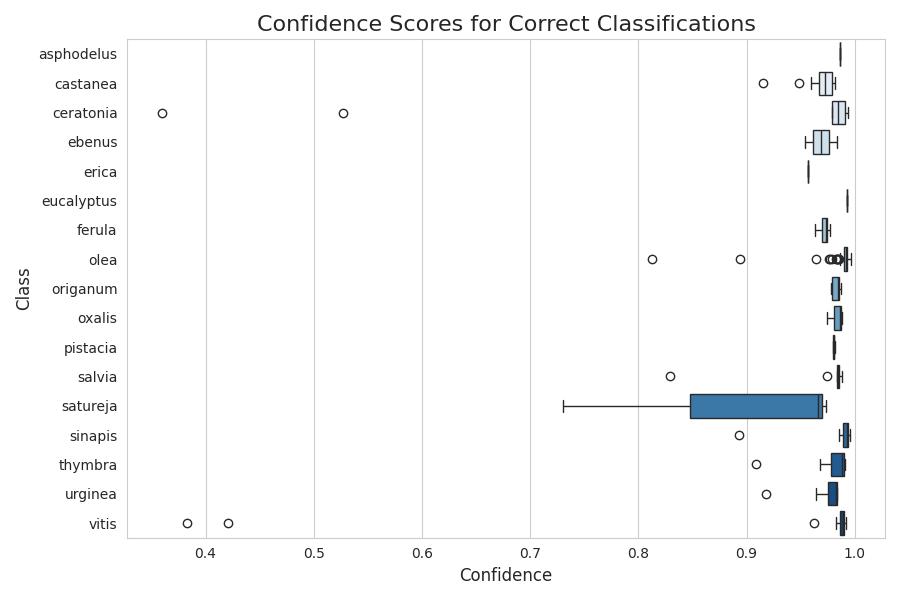 Confidence Scores for Correct Classifications
Class
asphodelus
castanea
ceratonia
ebenus
erica
eucalyptus
ferula
olea
origanum
oxalis
pistacia
salvia
satureja
sinapis
thymbra
urginea
vitis
0.4 0.5 0.6 0.7 0.8 0.9 1.0
Confidence